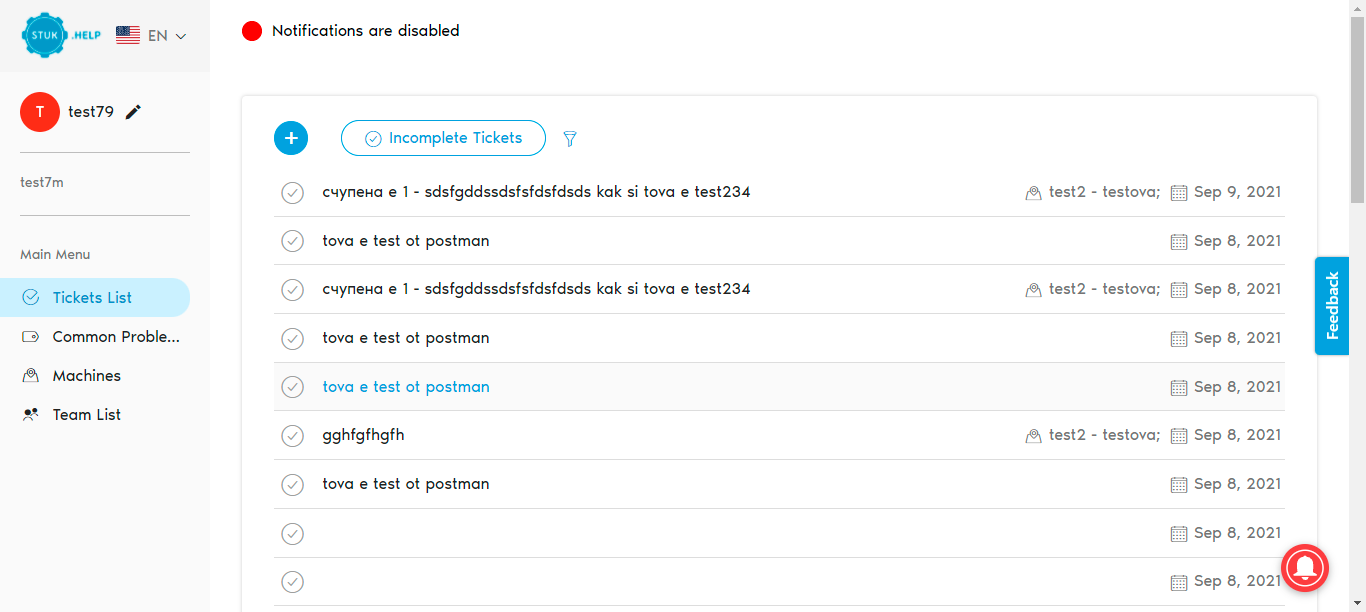 STUK .HELP
EN
Notifications are disabled
T
test79
test7m
Main Menu
Tickets List
Common Proble...
Machines
Team List
+
Incomplete Tickets
счупена е 1 - sdsfgddssdsfsfdsfdsds kak si tova e test234 test2 - testova; Sep 9, 2021
tova e test ot postman Sep 8, 2021
счупена е 1 - sdsfgddssdsfsfdsfdsds kak si tova e test234 test2 - testova; Sep 8, 2021
tova e test ot postman Sep 8, 2021
tova e test ot postman Sep 8, 2021
gghfgfhgfh test2 - testova; Sep 8, 2021
tova e test ot postman Sep 8, 2021
Sep 8, 2021
Sep 8, 2021
Feedback